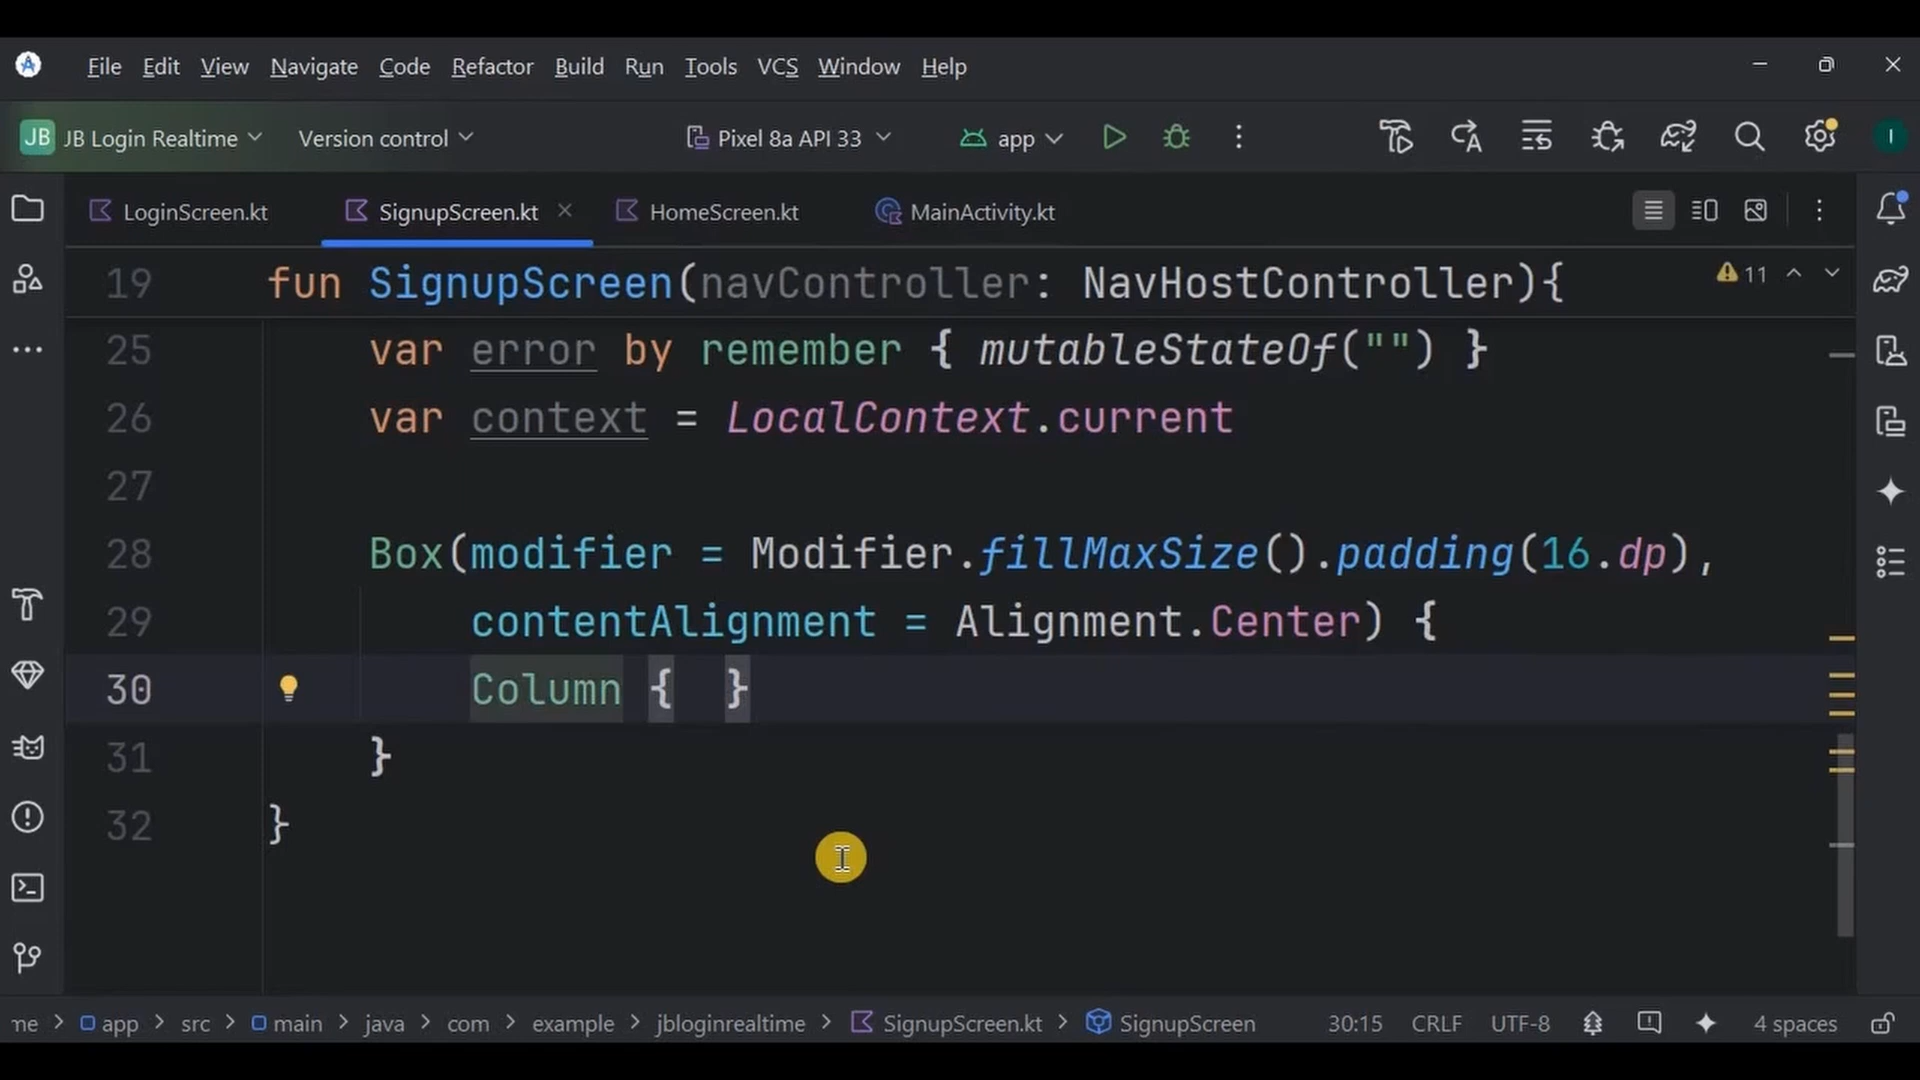 File Edit View Navigate Code Refactor Build Run Tools VCS Window Help
JB JB Login Realtime Version control Pixel 8a API 33 app I
LoginScreen.kt SignupScreen.kt HomeScreen.kt MainActivity.kt
19 fun SignupScreen(navController: NavHostController){ 11
25 var error by remember { mutableStateOf("") }
26 var context = LocalContext.current
27
28 Box(modifier = Modifier.fillMaxSize().padding(16.dp),
29 contentAlignment = Alignment.Center) {
30 Column { }
31 }
32 }
me > app > src > main > java > com > example > jbloginrealtime > SignupScreen.kt > SignupScreen 30:15 CRLF UTF-8 4 spaces